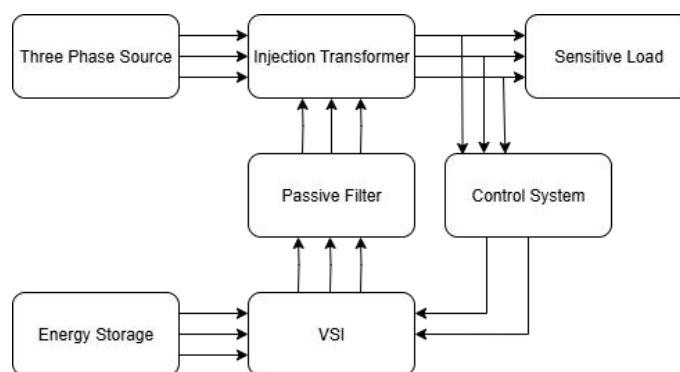 Three Phase Source
Injection Transformer
Sensitive Load
Passive Filter
Control System
Energy Storage
VSI